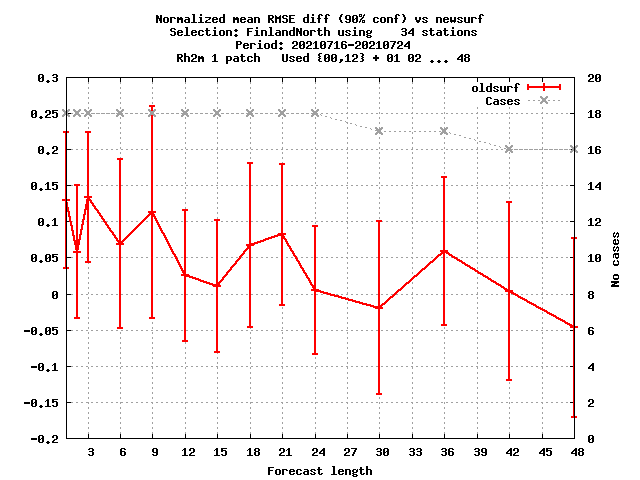 Normalized mean RMSE diff (90% conf) vs newsurf
Selection: FinlandNorth using    34 stations
Period: 20210716-20210724
Rh2m 1 patch   Used {00,12} + 01 02 ... 48
oldsurf
Cases
0.3
0.25
0.2
0.15
0.1
0.05
0
-0.05
-0.1
-0.15
-0.2
20
18
16
14
12
10
8
6
4
2
0
No cases
3 6 9 12 15 18 21 24 27 30 33 36 39 42 45 48
Forecast length